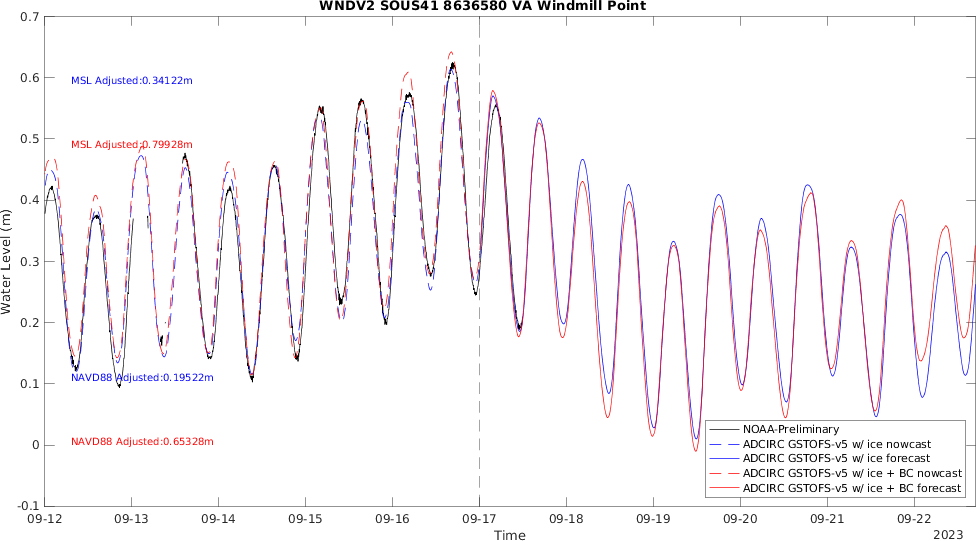 WNDV2 SOUS41 8636580 VA Windmill Point
0.7
0.6
0.5
0.4
0.3
0.2
0.1
0
-0.1
Water Level (m)
MSL Adjusted:0.34122m
MSL Adjusted:0.79928m
NAVD88 Adjusted:0.19522m
NAVD88 Adjusted:0.65328m
NOAA-Preliminary
ADCIRC GSTOFS-v5 w/ ice nowcast
ADCIRC GSTOFS-v5 w/ ice forecast
ADCIRC GSTOFS-v5 w/ ice + BC nowcast
ADCIRC GSTOFS-v5 w/ ice + BC forecast
09-12 09-13 09-14 09-15 09-16 09-17 09-18 09-19 09-20 09-21 09-22
Time
2023